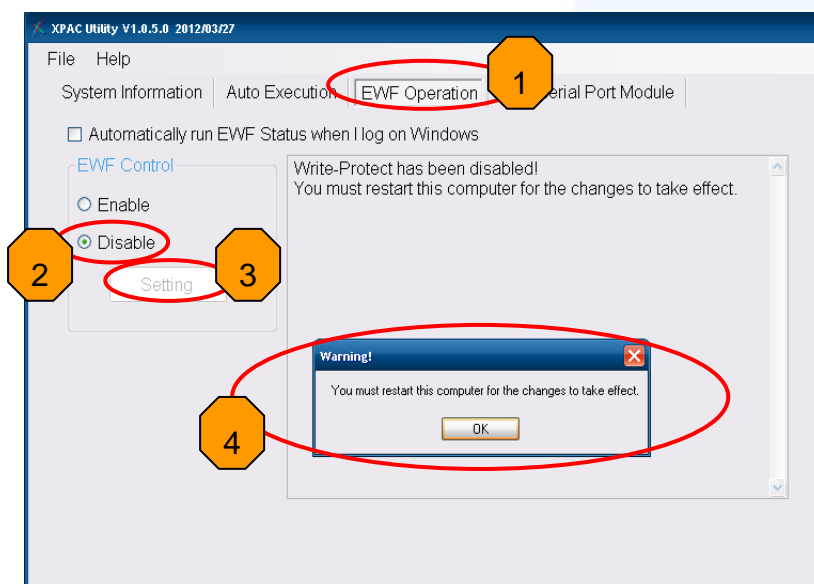 XPAC Utility V1.0.5.0 2012/03/27
File Help
System Information Auto Execution EWF Operation 1 erial Port Module
Automatically run EWF Status when I log on Windows
EWF Control
Write-Protect has been disabled!
You must restart this computer for the changes to take effect.
Enable
2 Disable
Setting 3
Warning!
You must restart this computer for the changes to take effect.
OK
4